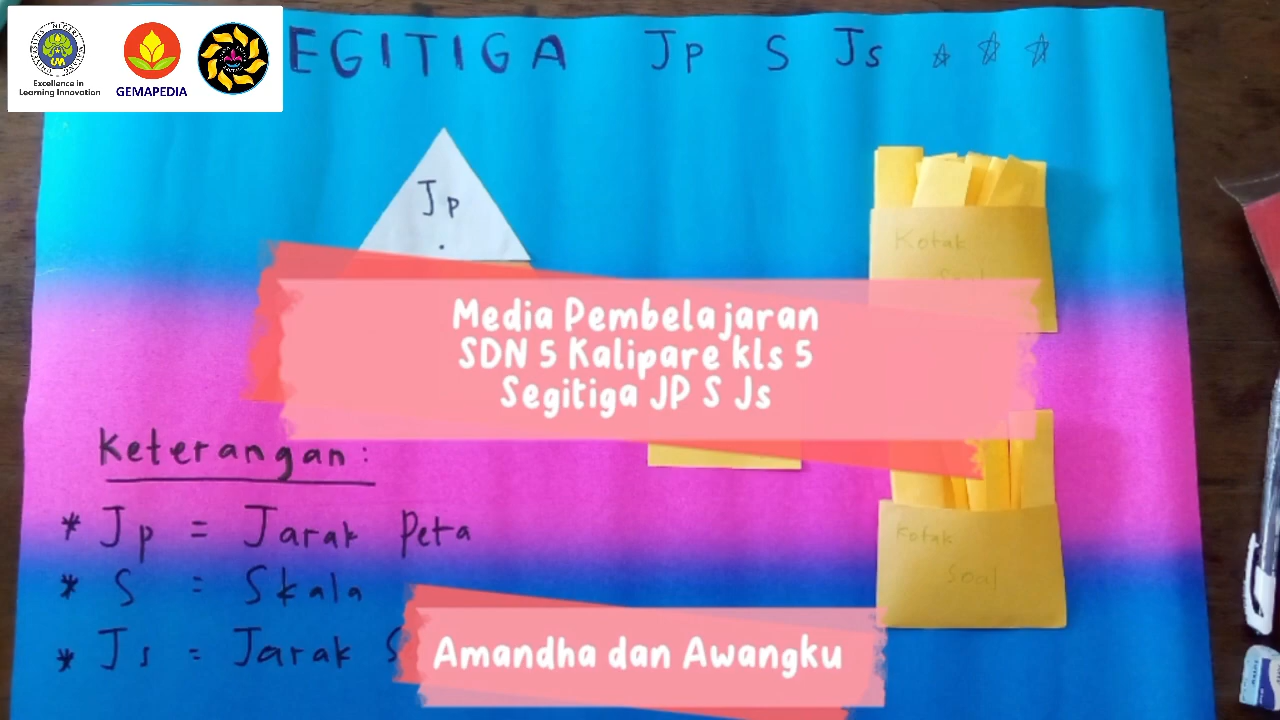 Excellence in
Learning Innovation
GEMAPEDIA
EGITIGA Jp S Js
Jp
Kotak
Soal
Media Pembelajaran
SDN 5 Kalipare kls 5
Segitiga JP S Js
Keterangan :
* Jp = Jarak Peta
* S = Skala
* Js = Jarak S
Kotak
Soal
Amandha dan Awangku